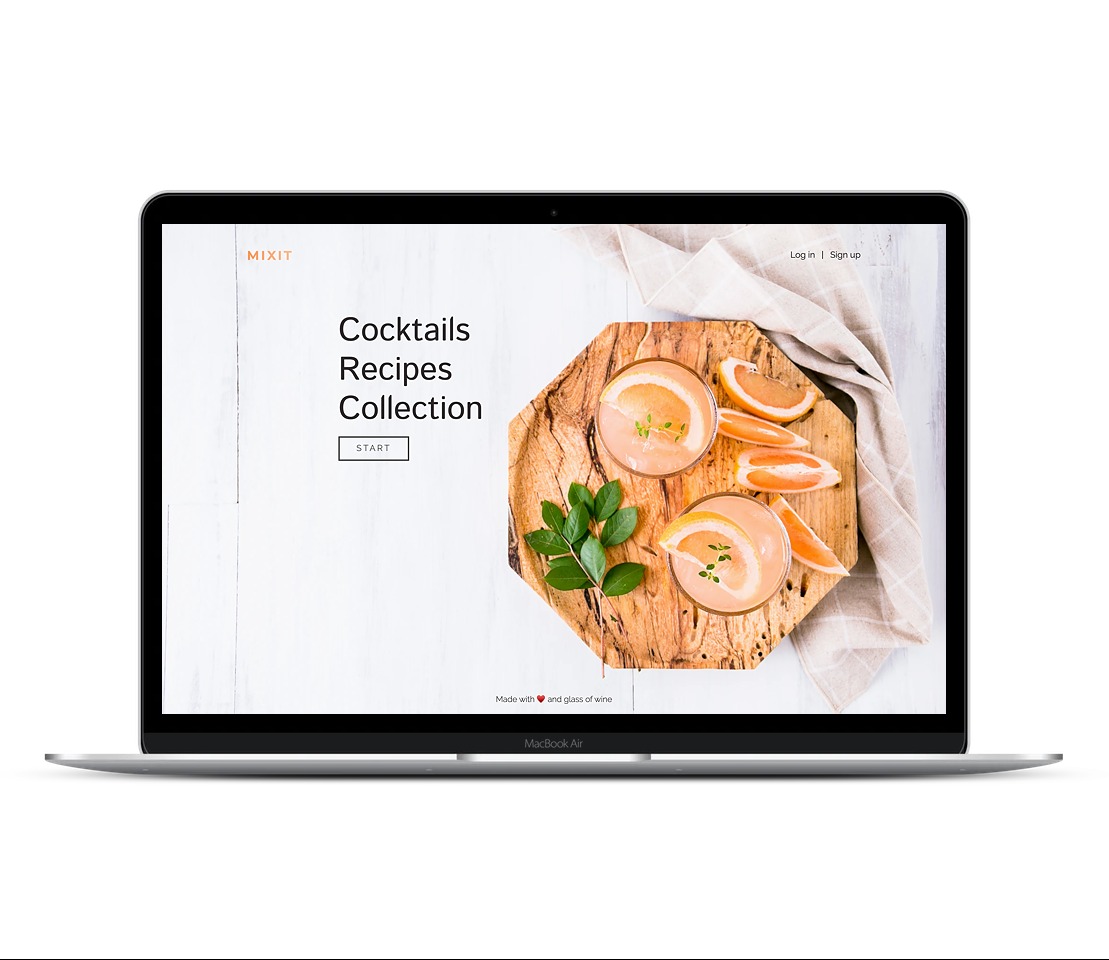 MIXIT
Log in | Sign up
Cocktails
Recipes
Collection
START
Made with ❤️ and glass of wine
MacBook Air